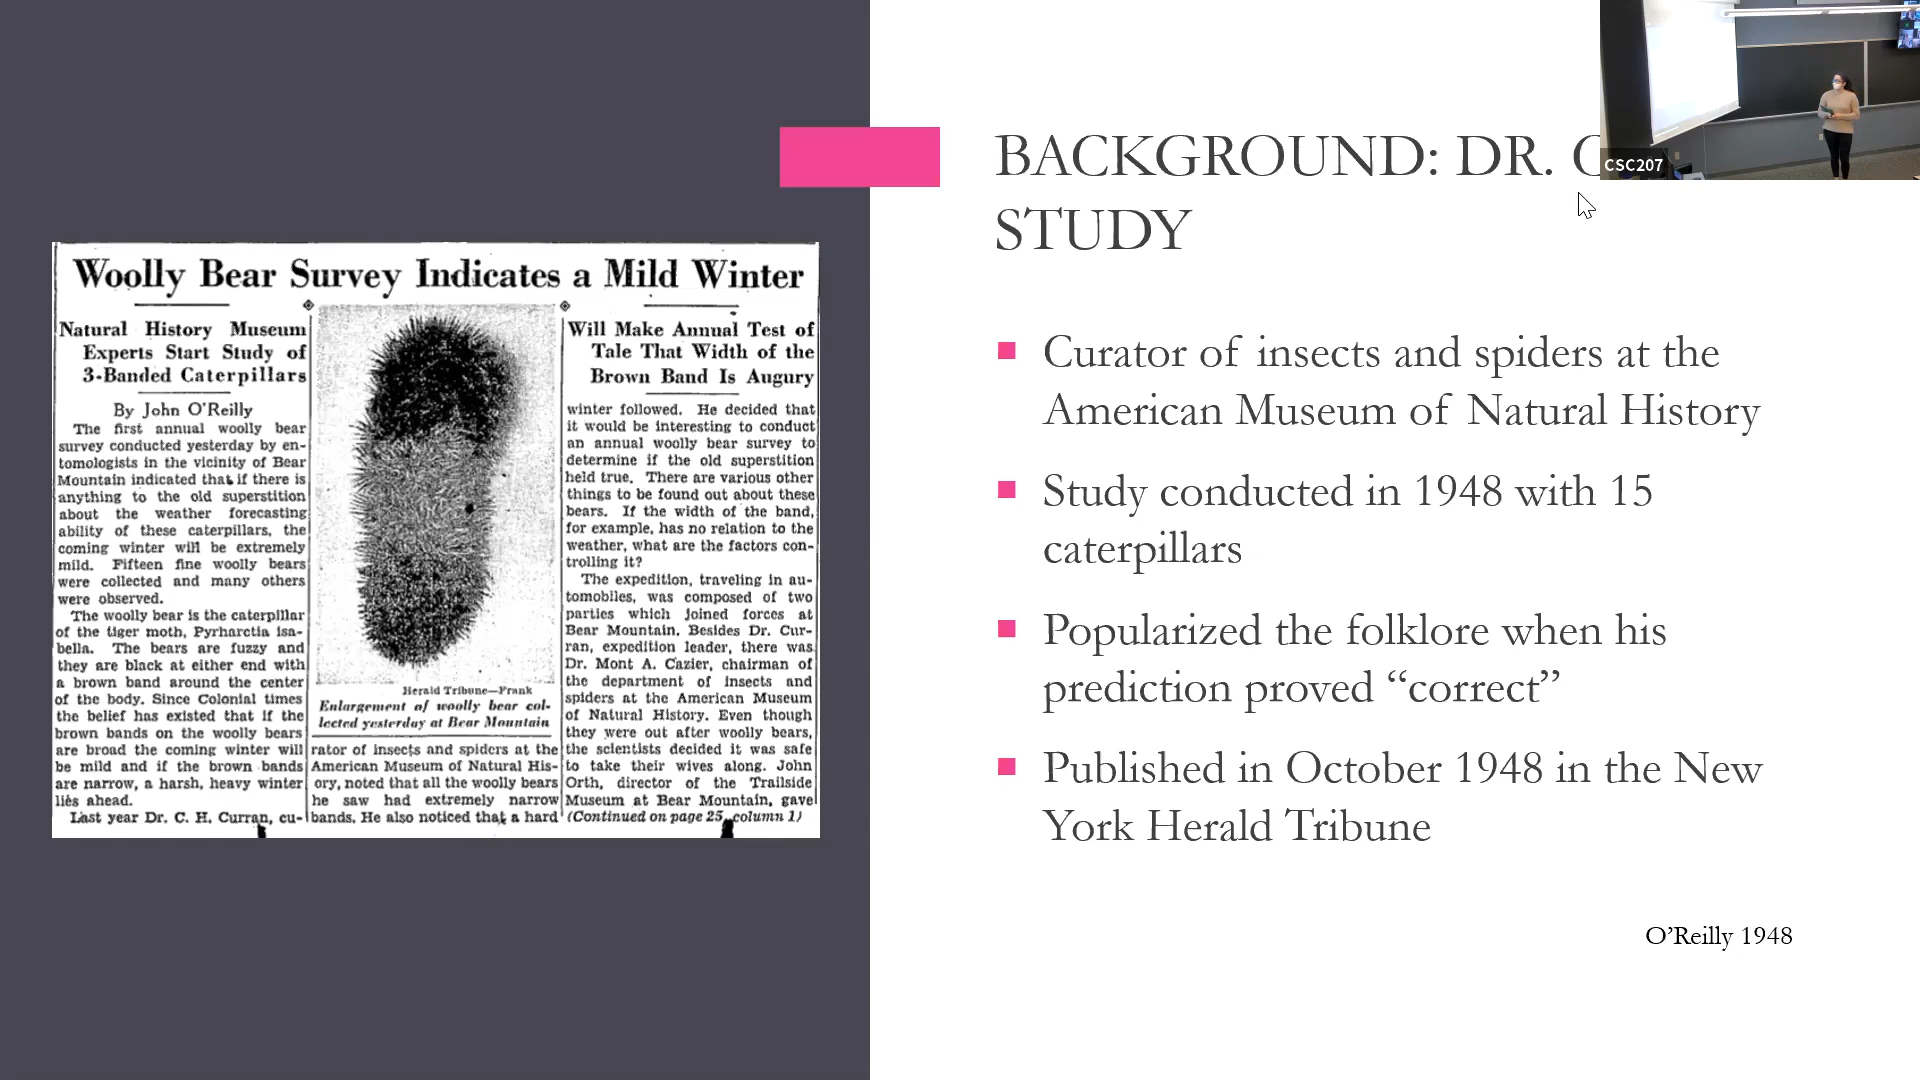 Woolly Bear Survey Indicates a Mild Winter
Natural History Museum
Experts Start Study of
3-Banded Caterpillars
By John O'Reilly
The first annual woolly bear
survey conducted yesterday by en-
tomologists in the vicinity of Bear
Mountain indicated that if there is
anything to the old superstition
about the weather forecasting
ability of these caterpillars, the
coming winter will be extremely
mild. Fifteen fine woolly bears
were collected and many others
were observed.
The woolly bear is the caterpillar
of the tiger moth, Pyrharctia isa-
bella. The bears are fuzzy and
they are black at either end with
a brown band around the center
of the body. Since Colonial times
the belief has existed that if the
brown bands on the woolly bears
are broad the coming winter will
be mild and if the brown bands
are narrow, a harsh, heavy winter
lies ahead.
Last year Dr. C. H. Curran, cu-
Herald Tribune—Frank
Enlargement of woolly bear col-
lected yesterday at Bear Mountain
rator of insects and spiders at the
American Museum of Natural His-
ory, noted that all the woolly bears
he saw had extremely narrow
bands. He also noticed that a hard
Will Make Annual Test of
Tale That Width of the
Brown Band Is Augury
winter followed. He decided that
it would be interesting to conduct
an annual woolly bear survey to
determine if the old superstition
held true. There are various other
things to be found out about these
bears. If the width of the band,
for example, has no relation to the
weather, what are the factors con-
trolling it?
The expedition, traveling in au-
tomobiles, was composed of two
parties which joined forces at
Bear Mountain. Besides Dr. Cur-
ran, expedition leader, there was
Dr. Mont A. Cazier, chairman of
the department of insects and
spiders at the American Museum
of Natural History. Even though
they were out after woolly bears,
the scientists decided it was safe
to take their wives along. John
Orth, director of the Trailside
Museum at Bear Mountain, gave
(Continued on page 25, column 1)
BACKGROUND: DR. C
STUDY
Curator of insects and spiders at the
American Museum of Natural History
Study conducted in 1948 with 15
caterpillars
Popularized the folklore when his
prediction proved “correct”
Published in October 1948 in the New
York Herald Tribune
O’Reilly 1948
CSC207